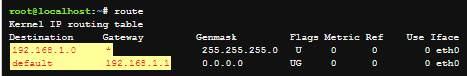 root@localhost:~# route
Kernel IP routing table
Destination Gateway Genmask Flags Metric Ref Use Iface
192.168.1.0 * 255.255.255.0 U 0 0 0 eth0
default 192.168.1.1 0.0.0.0 UG 0 0 0 eth0